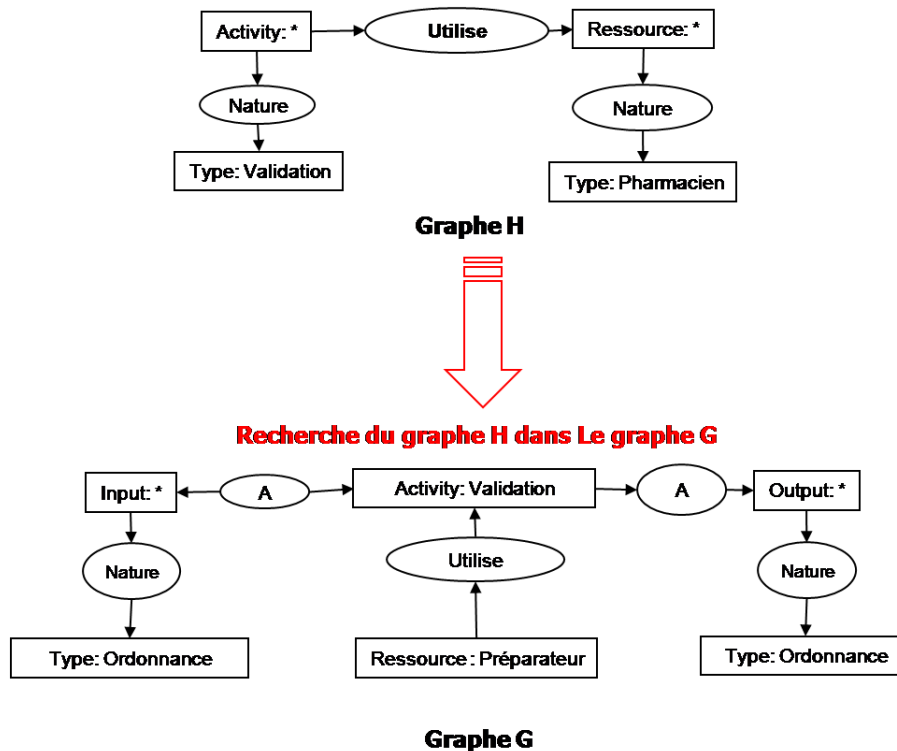 Activity: *
Utilise
Ressource: *
Nature
Nature
Type: Validation
Type: Pharmacien
Graphe H
Recherche du graphe H dans Le graphe G
Input: *
A
Activity: Validation
A
Output: *
Utilise
Nature
Nature
Type: Ordonnance
Ressource : Préparateur
Type: Ordonnance
Graphe G